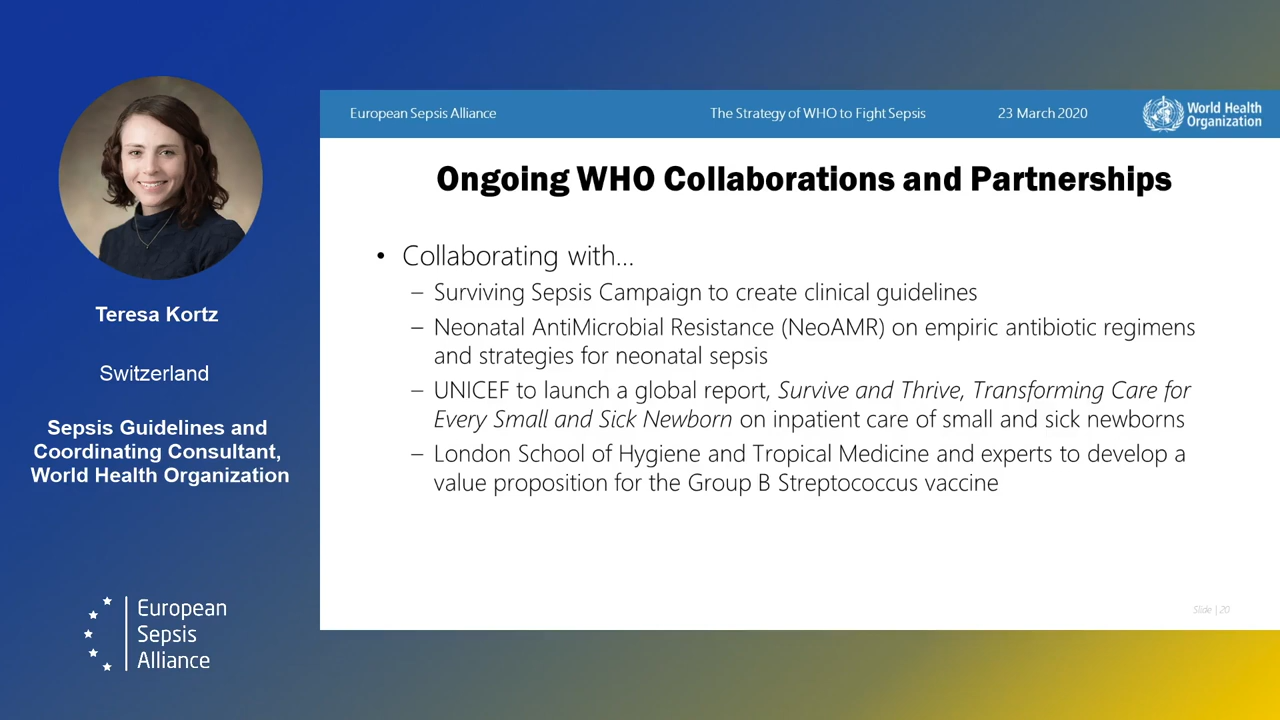 Teresa Kortz
Switzerland
Sepsis Guidelines and
Coordinating Consultant,
World Health Organization
European
Sepsis
Alliance
European Sepsis Alliance
The Strategy of WHO to Fight Sepsis
23 March 2020
World Health
Organization
Ongoing WHO Collaborations and Partnerships
• Collaborating with...
– Surviving Sepsis Campaign to create clinical guidelines
– Neonatal AntiMicrobial Resistance (NeoAMR) on empiric antibiotic regimens
and strategies for neonatal sepsis
– UNICEF to launch a global report, Survive and Thrive, Transforming Care for
Every Small and Sick Newborn on inpatient care of small and sick newborns
– London School of Hygiene and Tropical Medicine and experts to develop a
value proposition for the Group B Streptococcus vaccine
Slide | 20